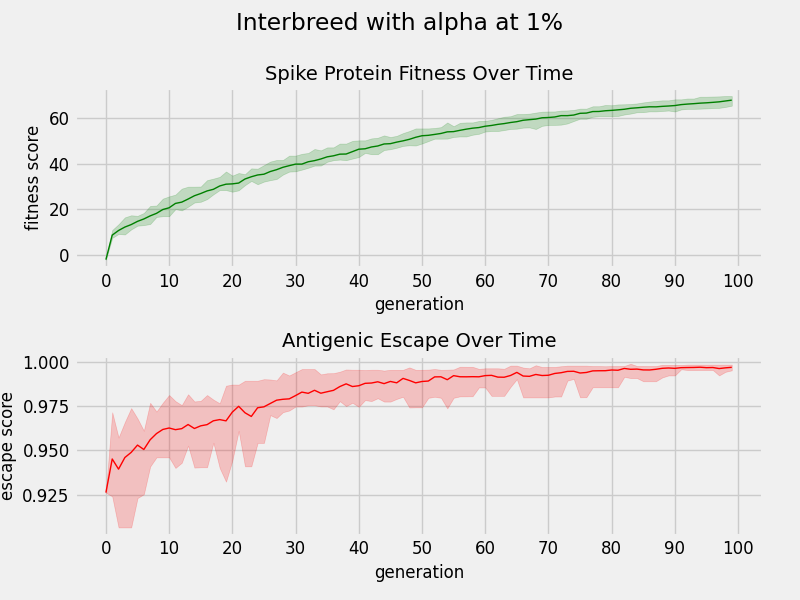 Interbreed with alpha at 1%
Spike Protein Fitness Over Time
fitness score
60
40
20
0
0 10 20 30 40 50 60 70 80 90 100
generation
Antigenic Escape Over Time
escape score
1.000
0.975
0.950
0.925
0 10 20 30 40 50 60 70 80 90 100
generation